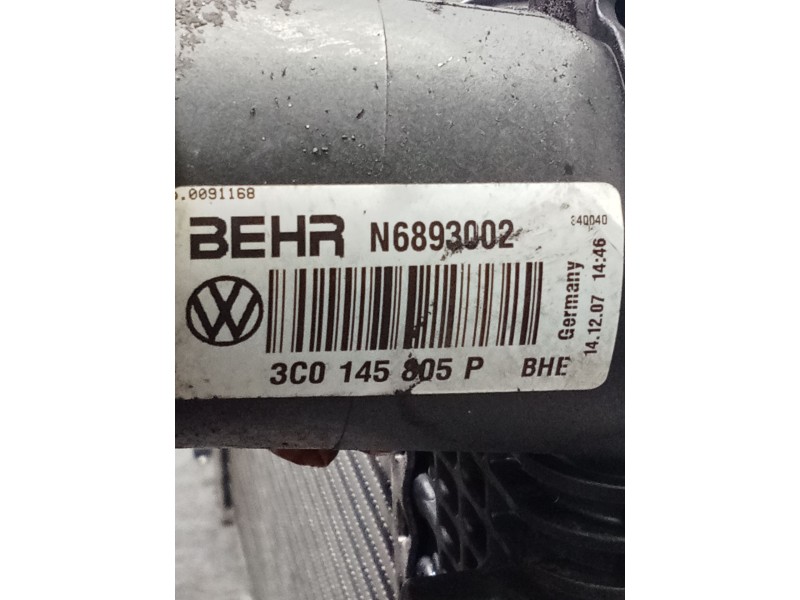 .0091168
BEHR N6893002 840040
3C0 145 805 P BHE
Germany
14.12.07 14:46